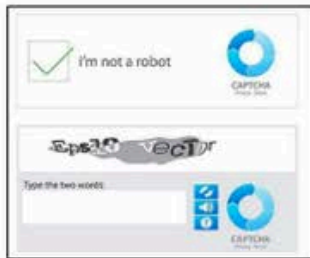 i'm not a robot
CAPTCHA
Eps10 vecTor
Type the two words:
CAPTCHA